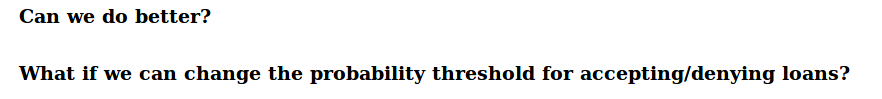 Can we do better?
What if we can change the probability threshold for accepting/denying loans?